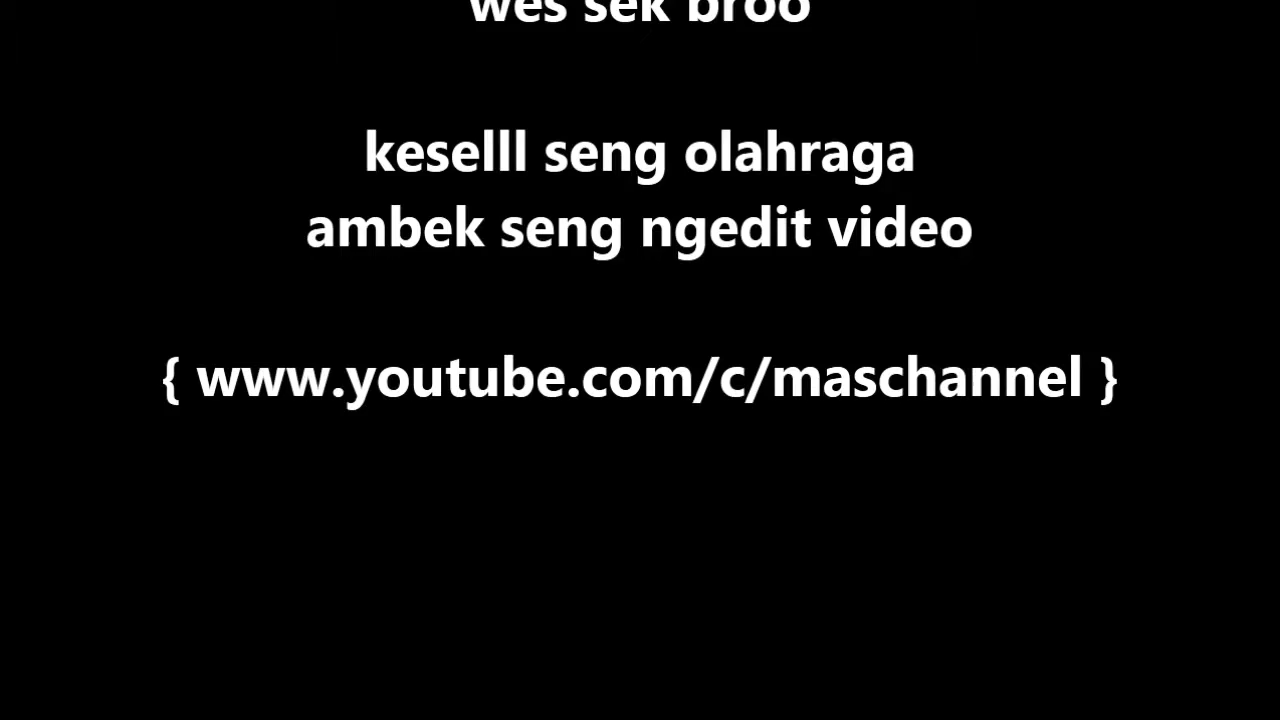 wes sek broo
keselll seng olahraga
ambek seng ngedit video
{ www.youtube.com/c/maschannel }